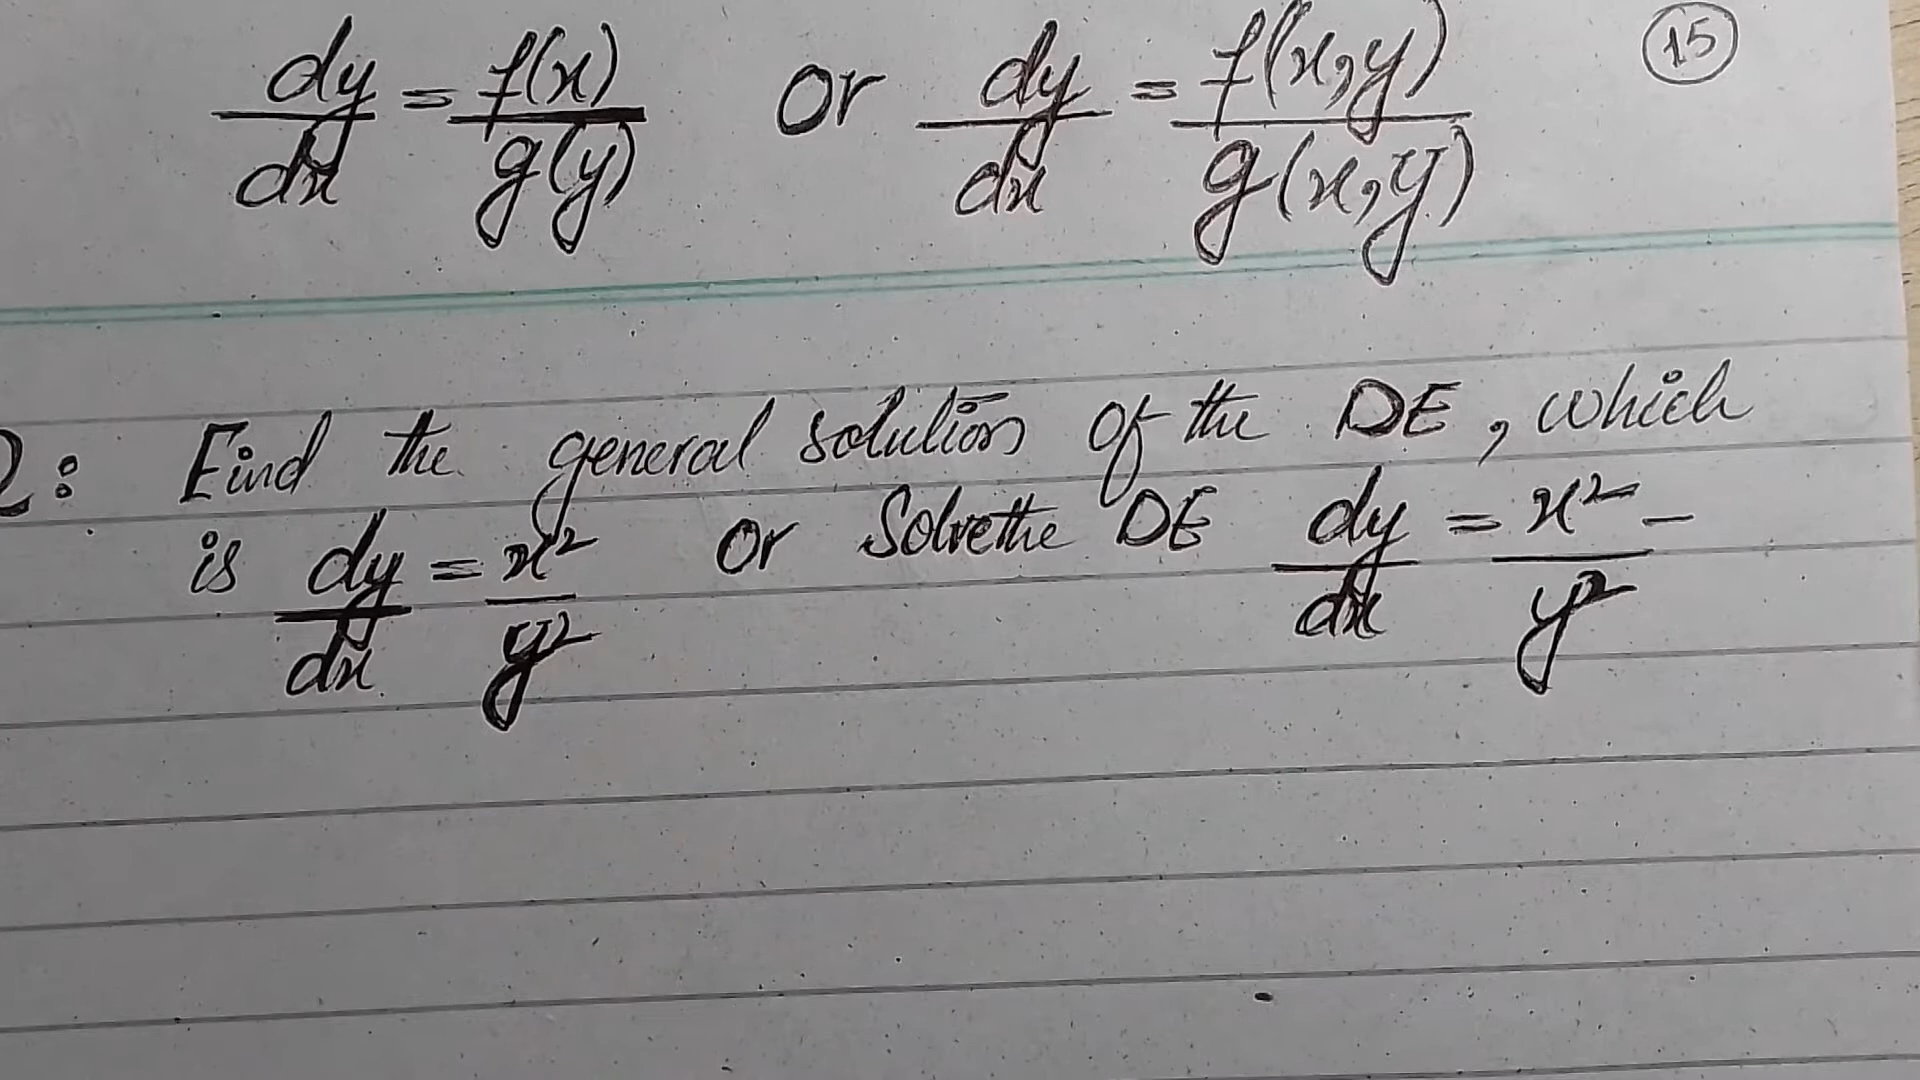 15
dy/dx = f(x)/g(y) or dy/dx = f(x,y)/g(x,y)
: Find the general solution of the DE, which
is dy/dx = x²/y² or Solve the DE dy/dx = x²/y² –